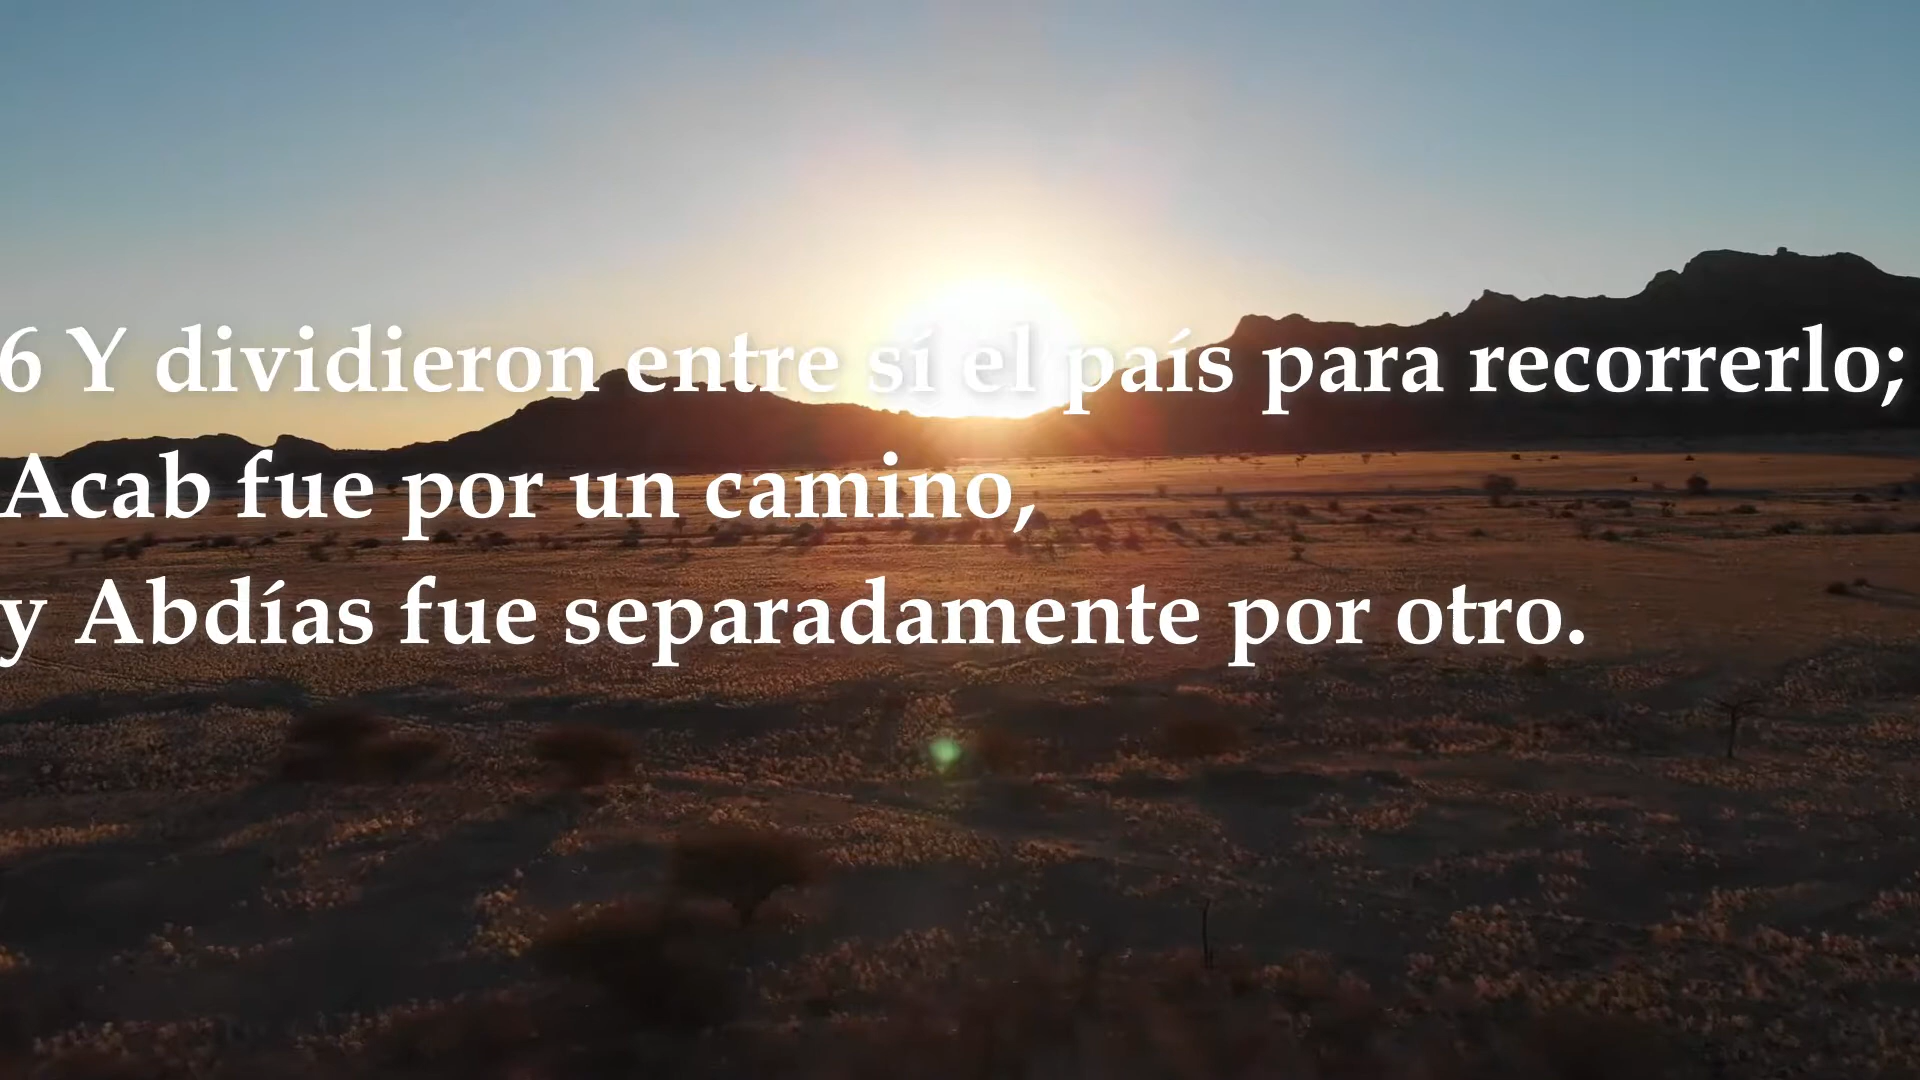 6 Y dividieron entre sí el país para recorrerlo;
Acab fue por un camino,
y Abdías fue separadamente por otro.